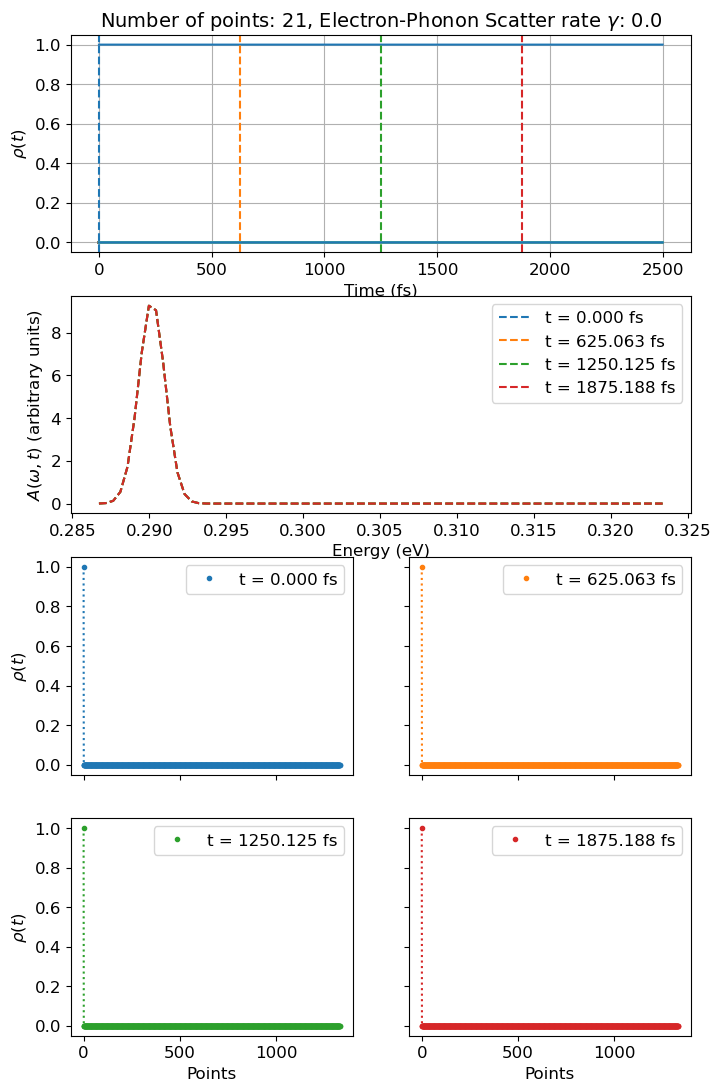 Number of points: 21, Electron-Phonon Scatter rate γ: 0.0
1.0
0.8
0.6
0.4
0.2
0.0
ρ(t)
0 500 1000 1500 2000 2500
Time (fs)
8
6
4
2
0
A(ω, t) (arbitrary units)
t = 0.000 fs
t = 625.063 fs
t = 1250.125 fs
t = 1875.188 fs
0.285 0.290 0.295 0.300 0.305 0.310 0.315 0.320 0.325
Energy (eV)
1.0
0.8
0.6
0.4
0.2
0.0
ρ(t)
t = 0.000 fs
t = 625.063 fs
1.0
0.8
0.6
0.4
0.2
0.0
ρ(t)
t = 1250.125 fs
t = 1875.188 fs
0 500 1000
0 500 1000
Points
Points